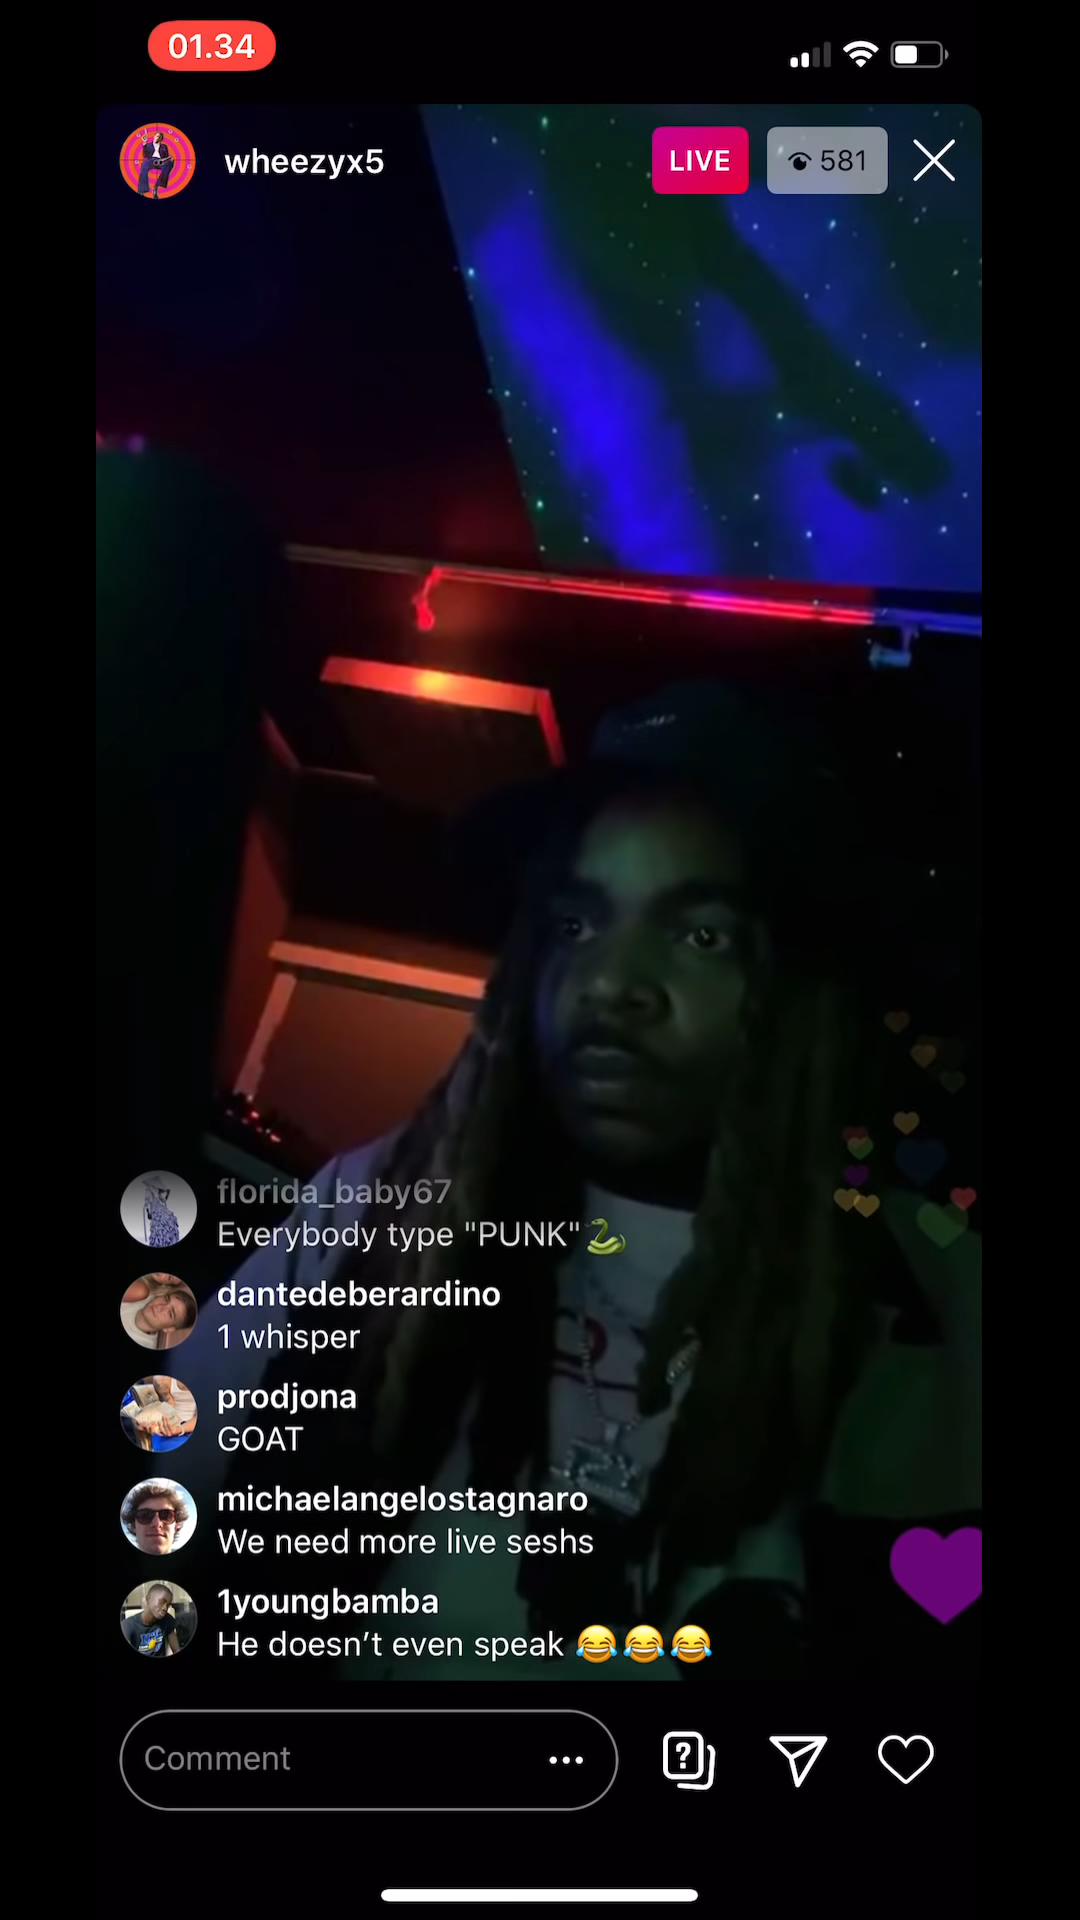 01.34
wheezyx5
LIVE
581
florida_baby67
Everybody type "PUNK"🐍
dantedeberardino
1 whisper
prodjona
GOAT
michaelangelostagnaro
We need more live seshs
1youngbamba
He doesn’t even speak 😂😂😂
Comment